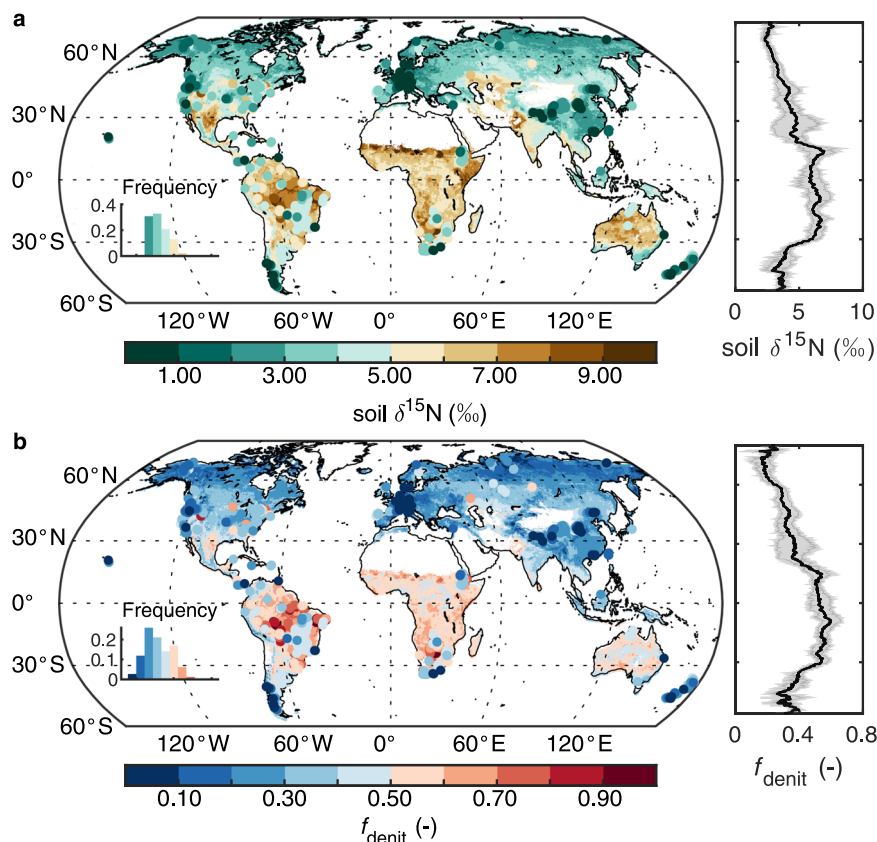 a
60°N
30°N
0°
30°S
60°S
Frequency
0.4
0.2
0
120°W 60°W 0° 60°E 120°E
1.00 3.00 5.00 7.00 9.00
soil δ¹⁵N (‰)
0 5 10
soil δ¹⁵N (‰)
b
60°N
30°N
0°
30°S
60°S
Frequency
0.2
0.1
0
120°W 60°W 0° 60°E 120°E
0.10 0.30 0.50 0.70 0.90
f_denit (-)
0 0.4 0.8
f_denit (-)